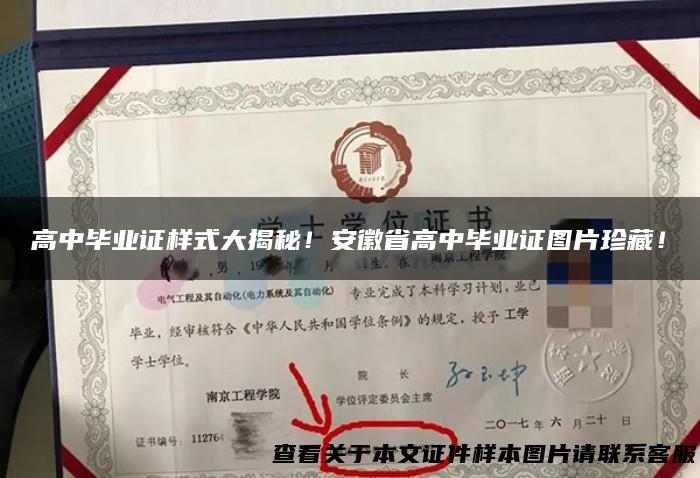 学士学位证书
高中毕业证样式大揭秘！安徽省高中毕业证图片珍藏！
男，19
在 南京工程学院
电气工程及其自动化(电力系统及其自动化) 专业完成了本科学习计划，业已
毕业，经审核符合《中华人民共和国学位条例》的规定，授予 工学
学士学位。
南京工程学院
院 长
学位评定委员会主席
二〇一七年 六 月 二十 日
证书编号：112764
查看关于本文证件样本图片请联系客服